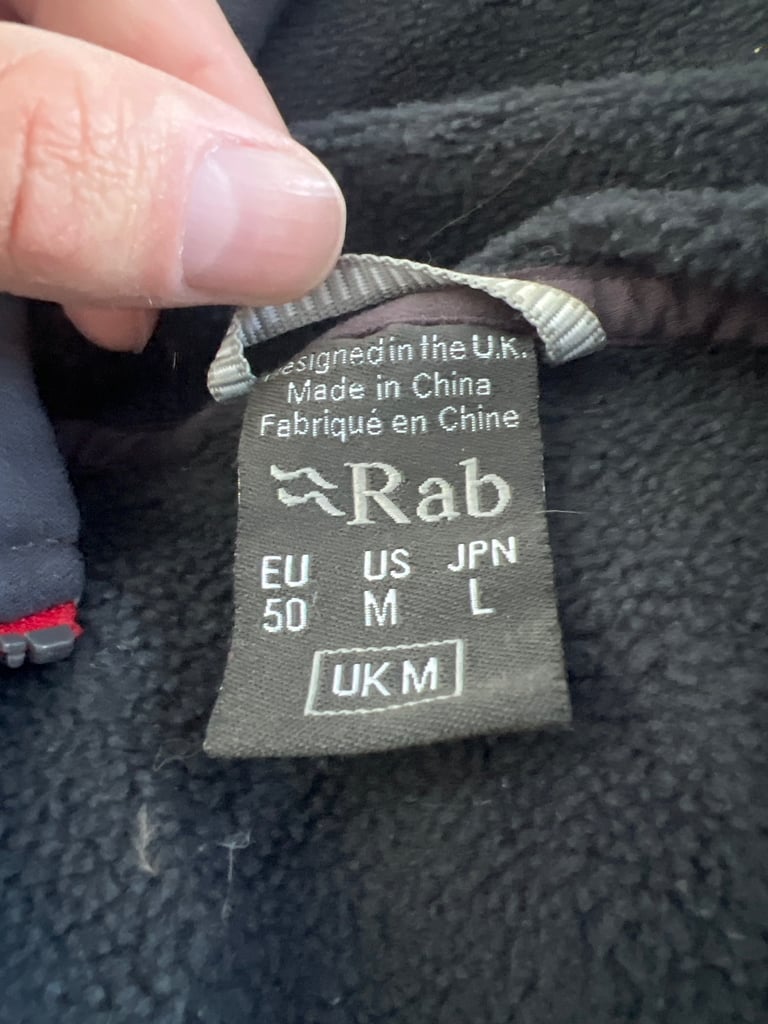 Designed in the U.K.
Made in China
Fabriqué en Chine
Rab
EU US JPN
50 M L
UK M